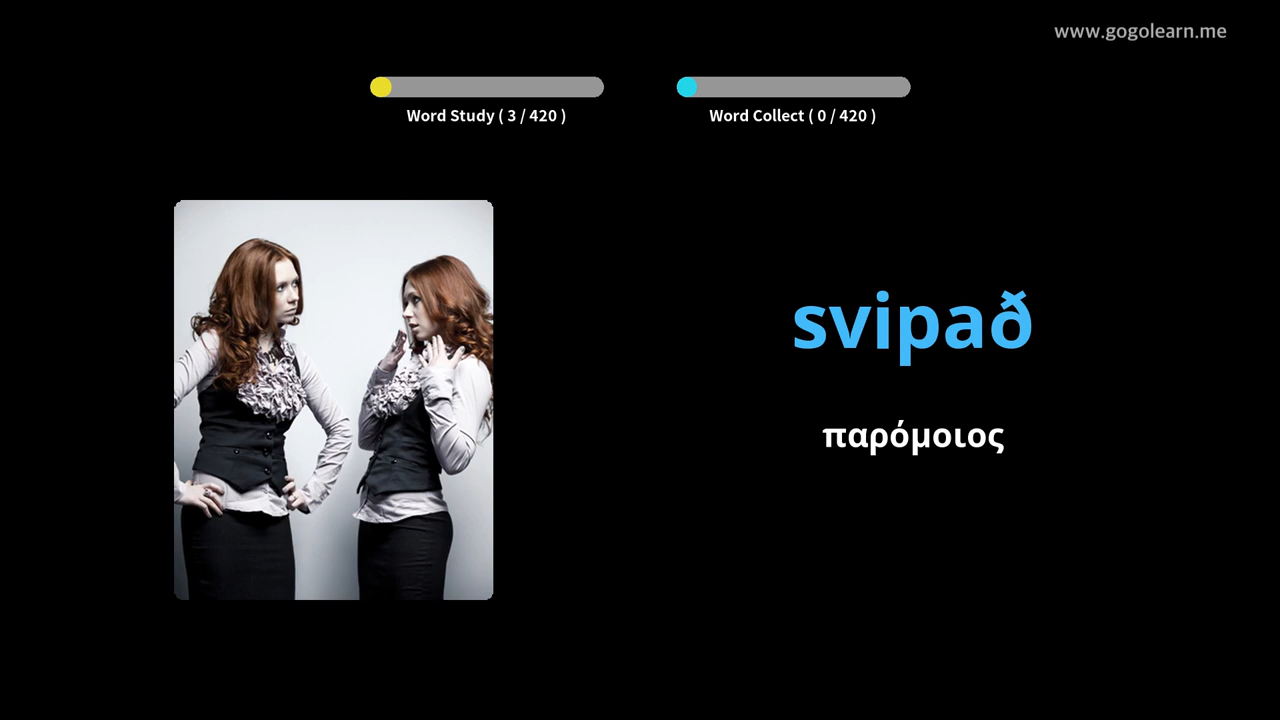 www.gogolearn.me
Word Study ( 3 / 420 )
Word Collect ( 0 / 420 )
svipað
παρόμοιος